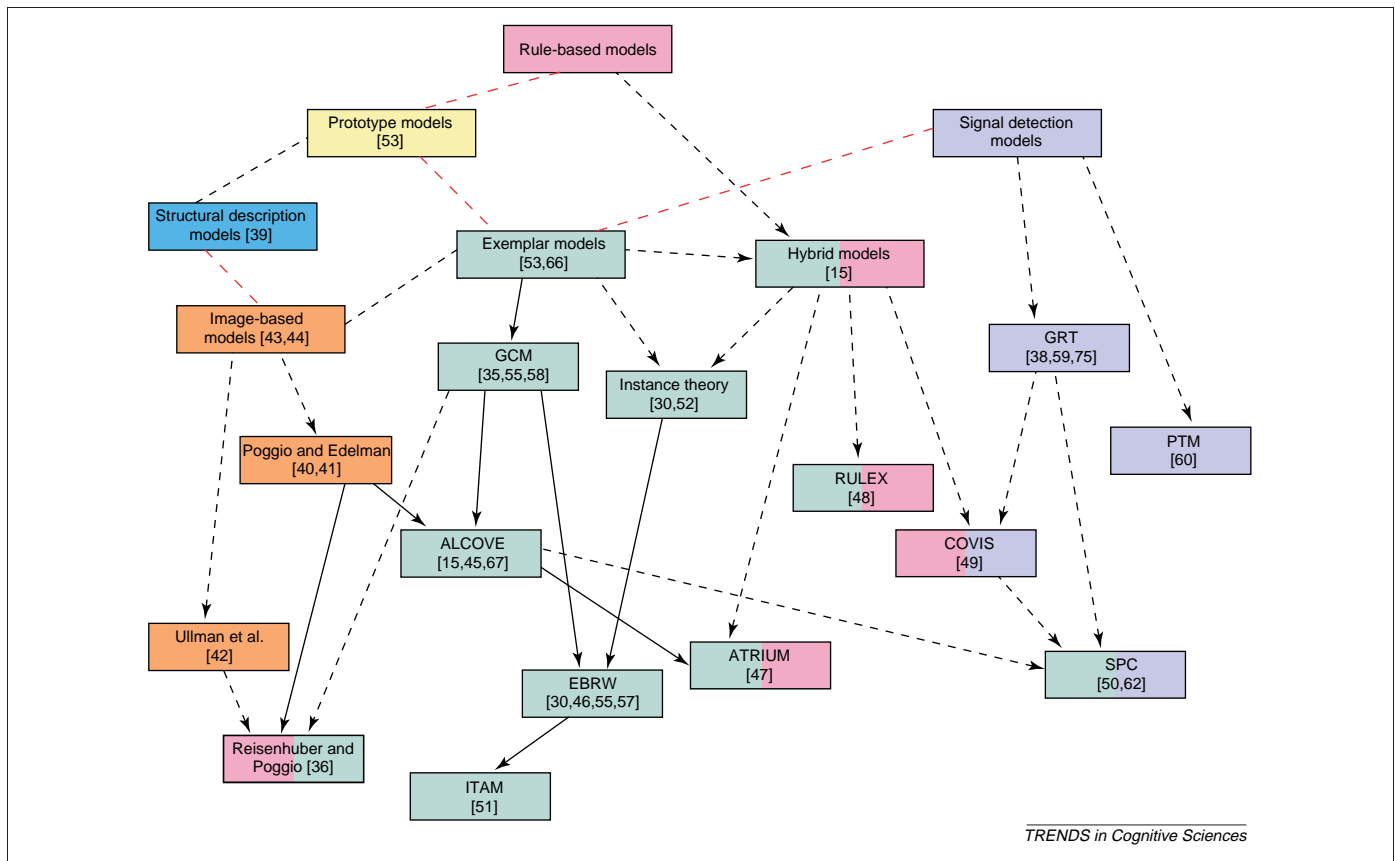 Rule-based models
Prototype models
[53]
Signal detection
models
Structural description
models [39]
Exemplar models
[53,66]
Hybrid models
[15]
Image-based
models [43,44]
GCM
[35,55,58]
GRT
[38,59,75]
Instance theory
[30,52]
Poggio and Edelman
[40,41]
PTM
[60]
RULEX
[48]
ALCOVE
[15,45,67]
COVIS
[49]
Ullman et al.
[42]
ATRIUM
[47]
SPC
[50,62]
EBRW
[30,46,55,57]
Reisenhuber and
Poggio [36]
ITAM
[51]
TRENDS in Cognitive Sciences